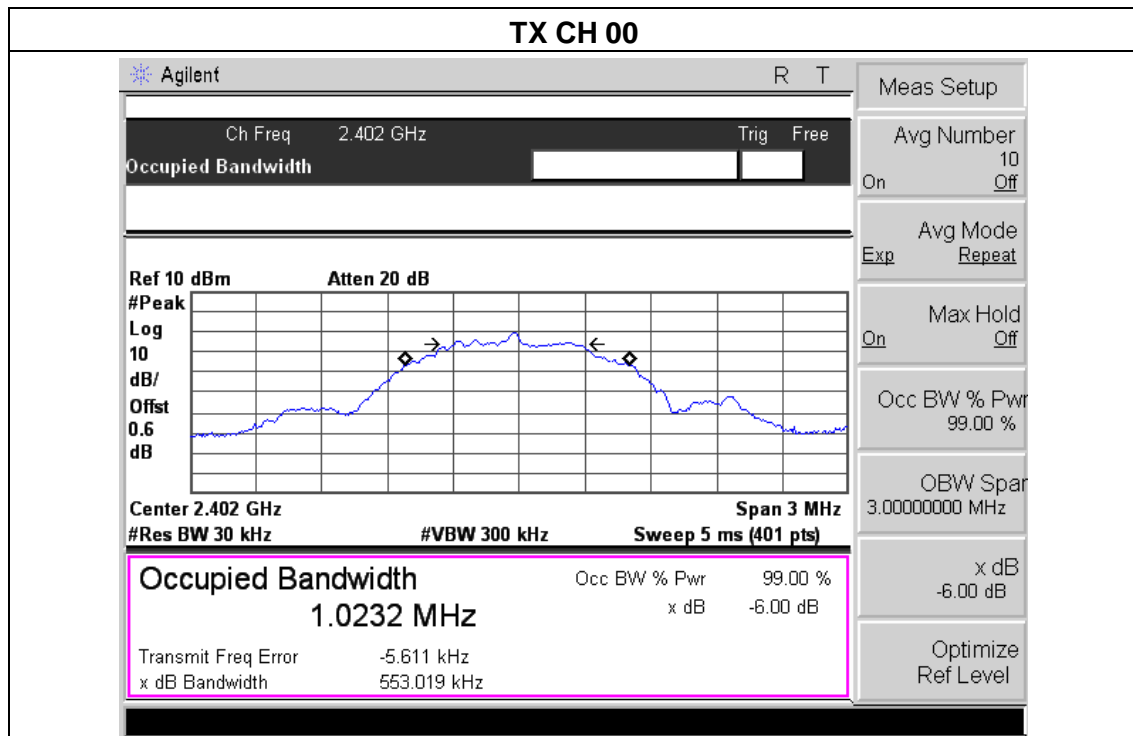 TX CH 00
Agilent R T
Ch Freq 2.402 GHz Trig Free
Occupied Bandwidth
Ref 10 dBm Atten 20 dB
#Peak
Log
10
dB/
Offst
0.6
dB
Center 2.402 GHz Span 3 MHz
#Res BW 30 kHz #VBW 300 kHz Sweep 5 ms (401 pts)
Occupied Bandwidth Occ BW % Pwr 99.00 %
1.0232 MHz x dB -6.00 dB
Transmit Freq Error -5.611 kHz
x dB Bandwidth 553.019 kHz
Meas Setup
Avg Number
10
On Off
Avg Mode
Exp Repeat
Max Hold
On Off
Occ BW % Pwr
99.00 %
OBW Span
3.00000000 MHz
x dB
-6.00 dB
Optimize
Ref Level